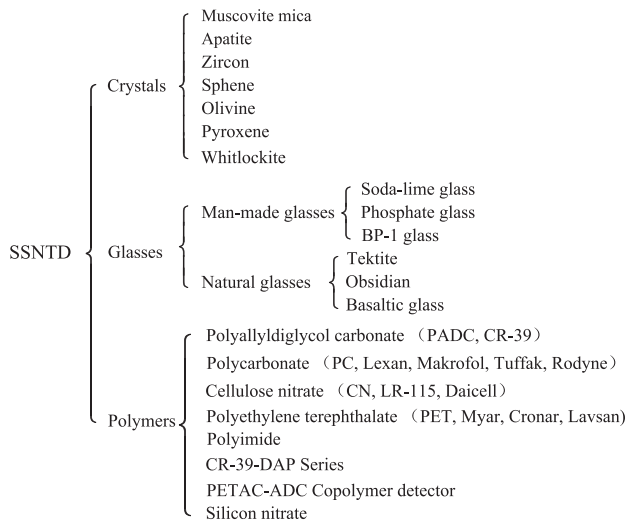 SSNTD
Crystals
Muscovite mica
Apatite
Zircon
Sphene
Olivine
Pyroxene
Whitlockite
Glasses
Man-made glasses
Soda-lime glass
Phosphate glass
BP-1 glass
Natural glasses
Tektite
Obsidian
Basaltic glass
Polymers
Polyallyldiglycol carbonate （PADC, CR-39）
Polycarbonate （PC, Lexan, Makrofol, Tuffak, Rodyne）
Cellulose nitrate （CN, LR-115, Daicell）
Polyethylene terephthalate （PET, Myar, Cronar, Lavsan)
Polyimide
CR-39-DAP Series
PETAC-ADC Copolymer detector
Silicon nitrate